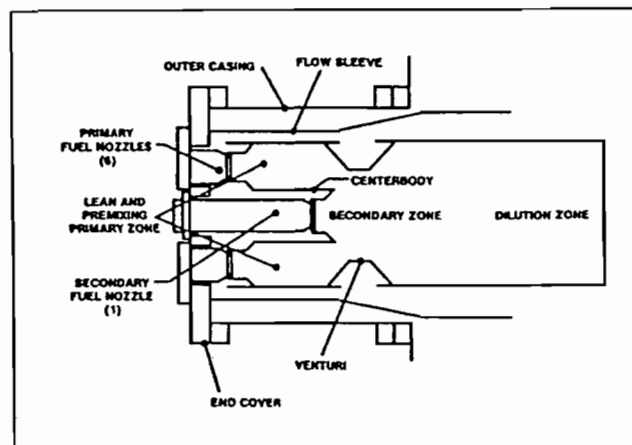 OUTER CASING
FLOW SLEEVE
PRIMARY
FUEL NOZZLES
(6)
CENTERBODY
LEAN AND
PREMIXING
PRIMARY ZONE
SECONDARY ZONE
DILUTION ZONE
SECONDARY
FUEL NOZZLE
(1)
VENTURI
END COVER